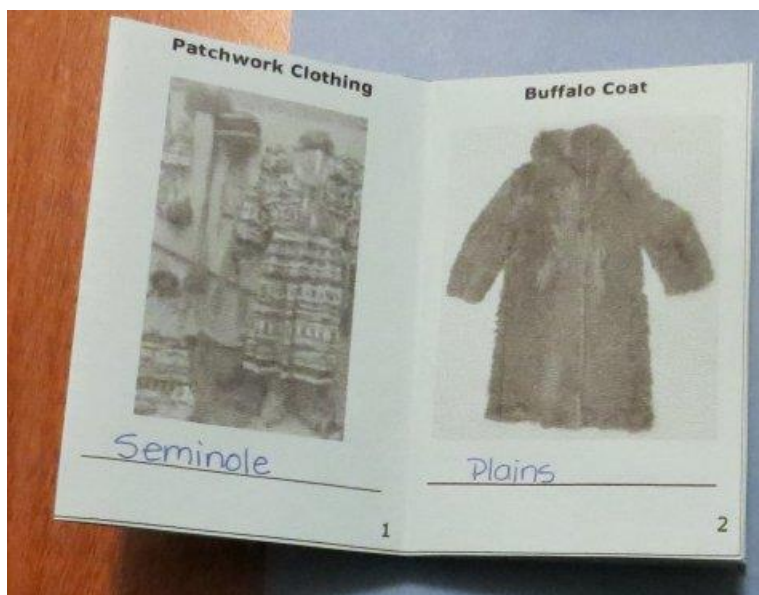 Patchwork Clothing
Seminole
1
Buffalo Coat
Plains
2